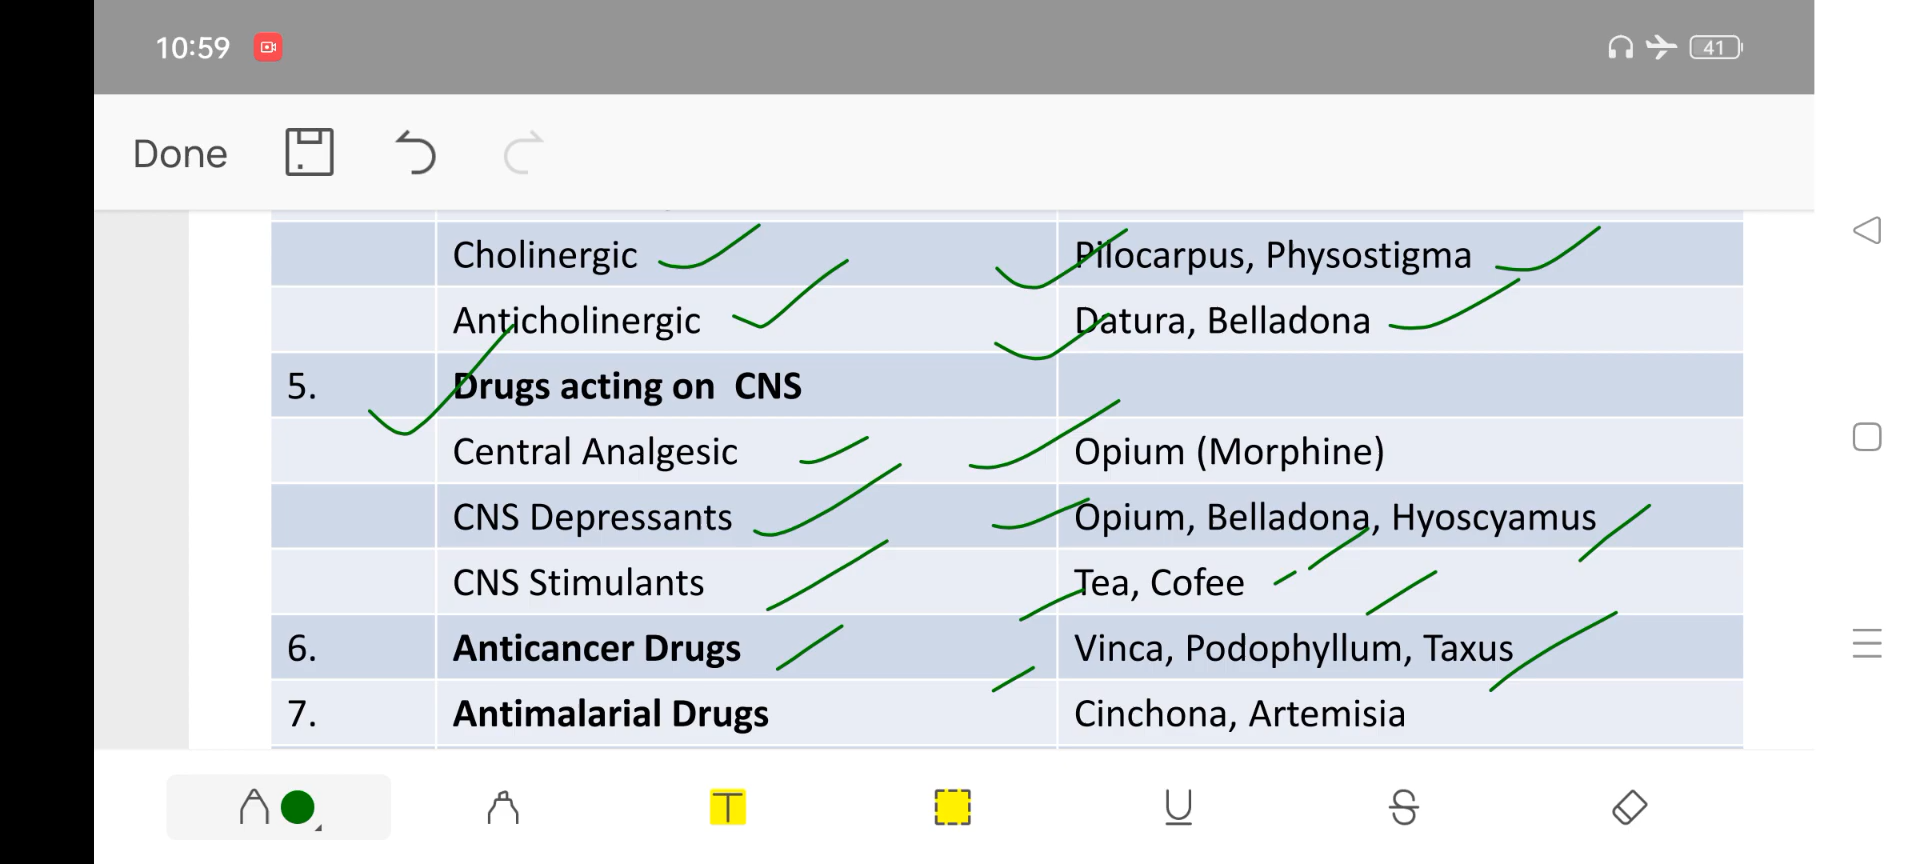 10:59 41
Done
Cholinergic Pilocarpus, Physostigma
Anticholinergic Datura, Belladona
5. Drugs acting on CNS
Central Analgesic Opium (Morphine)
CNS Depressants Opium, Belladona, Hyoscyamus
CNS Stimulants Tea, Cofee
6. Anticancer Drugs Vinca, Podophyllum, Taxus
7. Antimalarial Drugs Cinchona, Artemisia
T U S